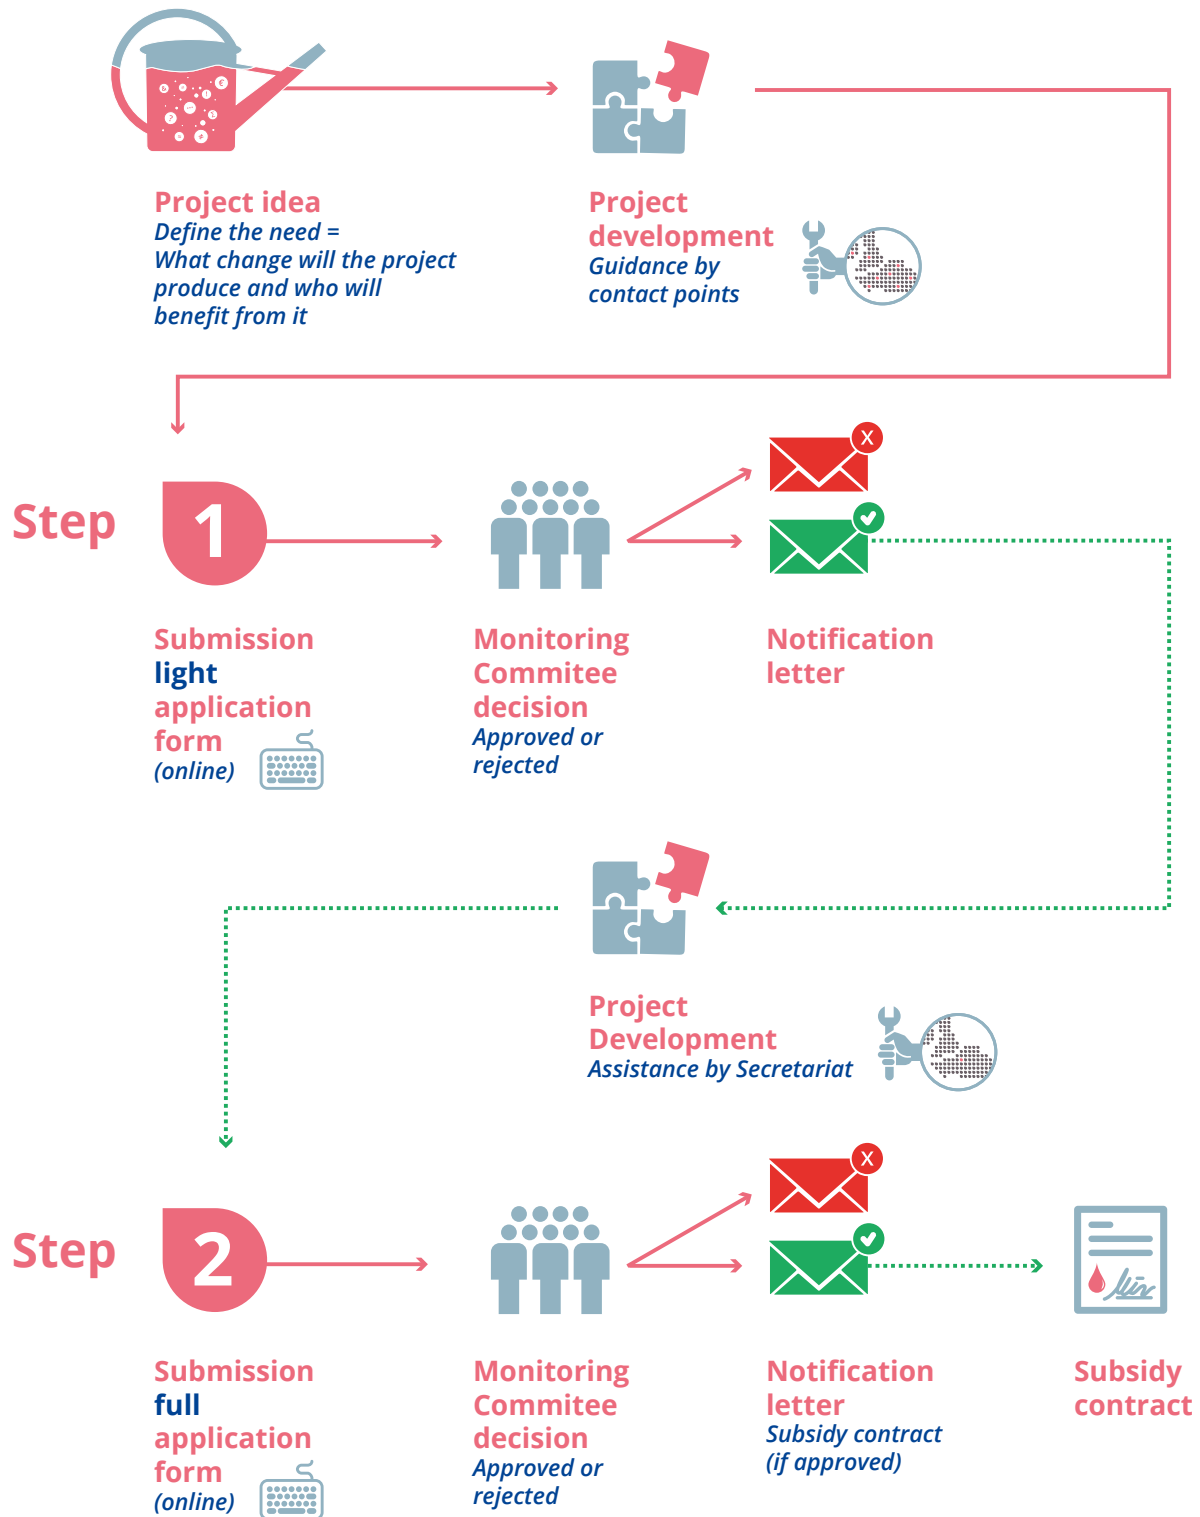 Project idea
Define the need =
What change will the project
produce and who will
benefit from it
Project
development
Guidance by
contact points
Step
1
X
Submission
light
application
form
(online)
Monitoring
Commitee
decision
Approved or
rejected
Notification
letter
Project
Development
Assistance by Secretariat
Step
2
X
Submission
full
application
form
(online)
Monitoring
Commitee
decision
Approved or
rejected
Notification
letter
Subsidy contract
(if approved)
Subsidy
contract